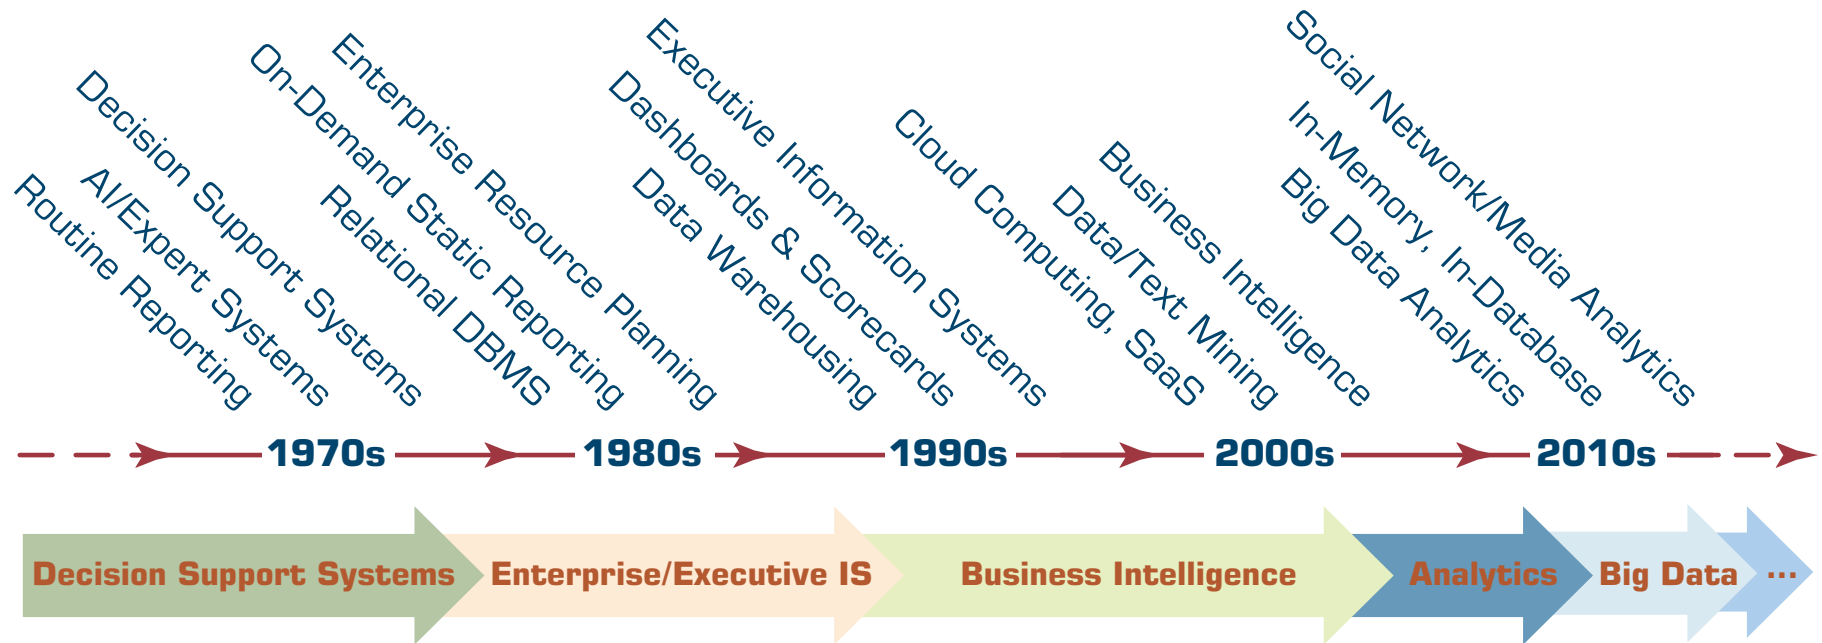 Routine Reporting
AI/Expert Systems
Decision Support Systems
Relational DBMS
On-Demand Static Reporting
Enterprise Resource Planning
Data Warehousing
Dashboards & Scorecards
Executive Information Systems
Cloud Computing, SaaS
Data/Text Mining
Business Intelligence
Big Data Analytics
In-Memory, In-Database
Social Network/Media Analytics
1970s
1980s
1990s
2000s
2010s
Decision Support Systems
Enterprise/Executive IS
Business Intelligence
Analytics
Big Data
...